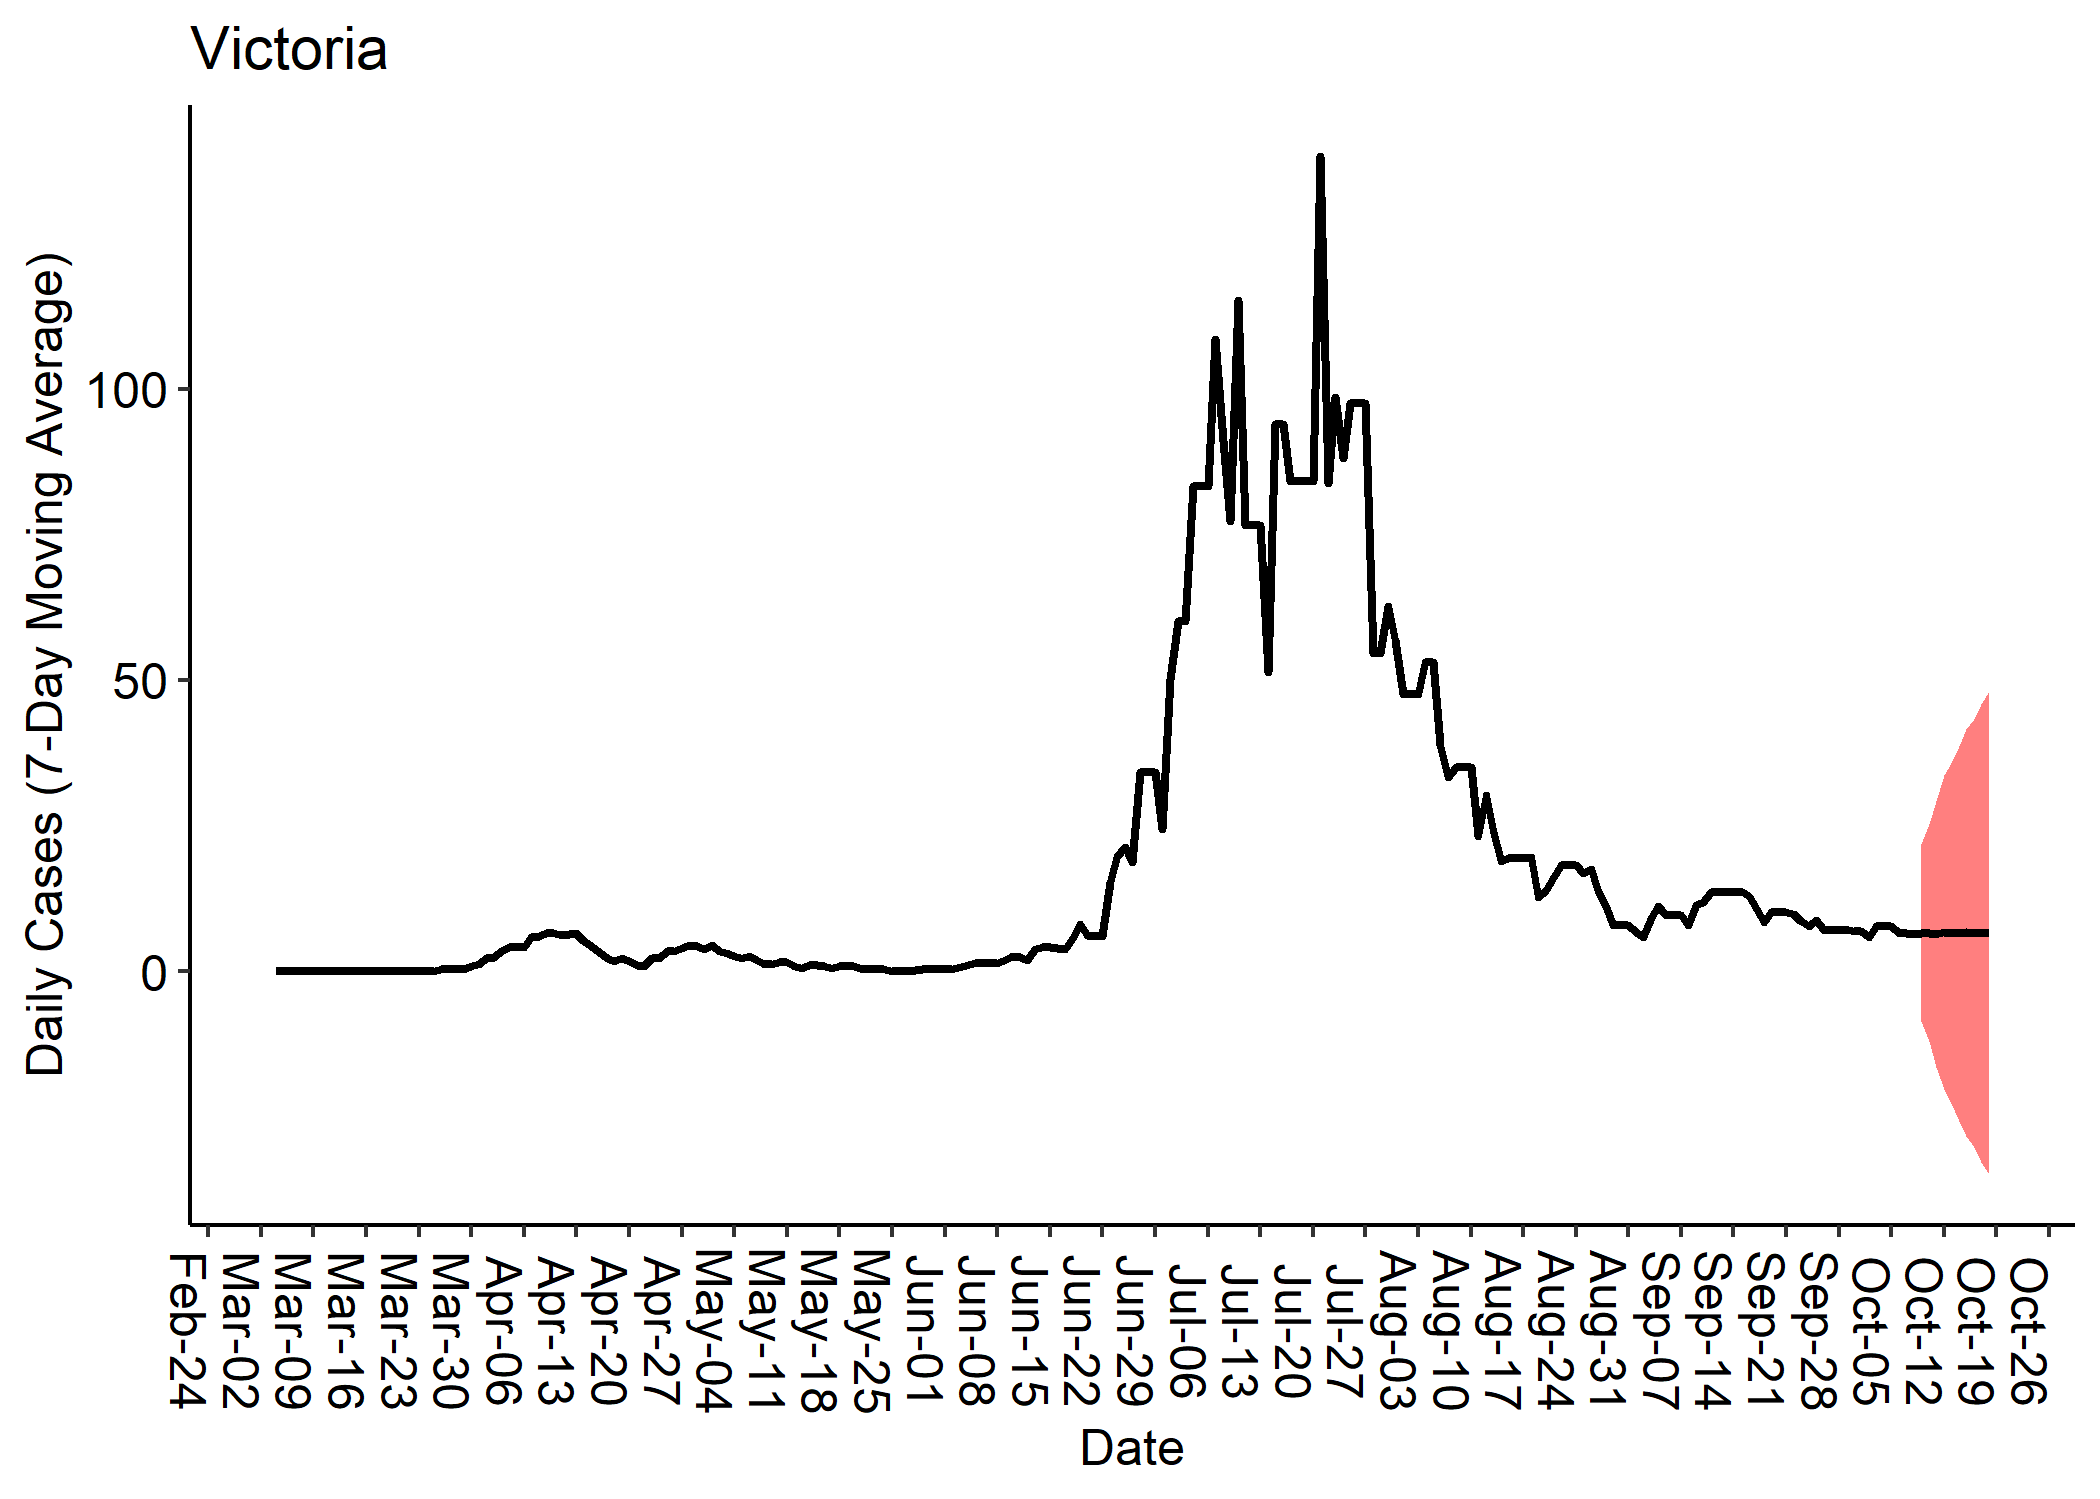 Victoria
Daily Cases (7-Day Moving Average)
100
50
0
Feb-24
Mar-02
Mar-09
Mar-16
Mar-23
Mar-30
Apr-06
Apr-13
Apr-20
Apr-27
May-04
May-11
May-18
May-25
Jun-01
Jun-08
Jun-15
Jun-22
Jun-29
Jul-06
Jul-13
Jul-20
Jul-27
Aug-03
Aug-10
Aug-17
Aug-24
Aug-31
Sep-07
Sep-14
Sep-21
Sep-28
Oct-05
Oct-12
Oct-19
Oct-26
Date